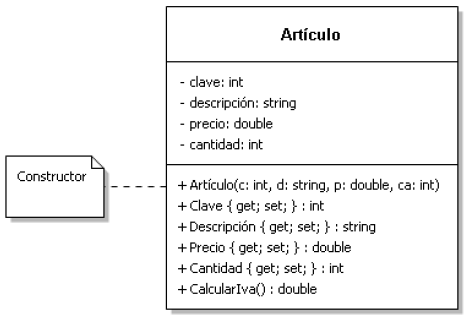 Artículo
- clave: int
- descripción: string
- precio: double
- cantidad: int
Constructor
+ Artículo(c: int, d: string, p: double, ca: int)
+ Clave { get; set; } : int
+ Descripción { get; set; } : string
+ Precio { get; set; } : double
+ Cantidad { get; set; } : int
+ CalcularIva() : double